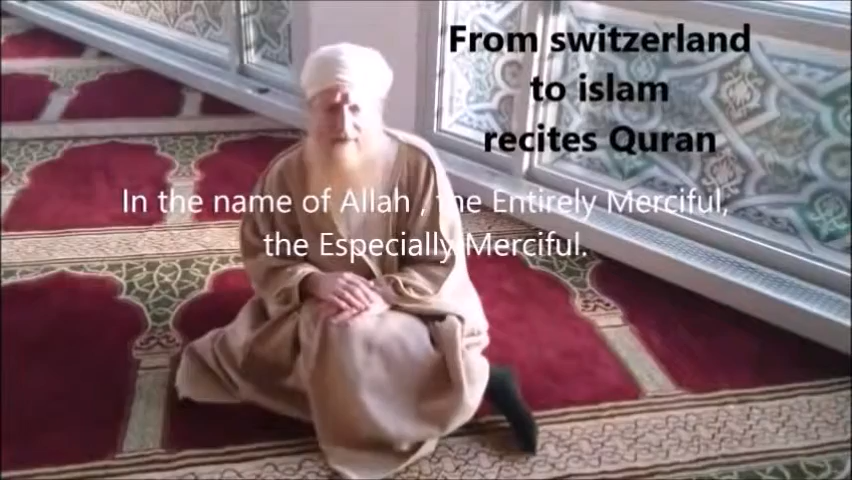 From switzerland
to islam
recites Quran
In the name of Allah , the Entirely Merciful,
the Especially Merciful.